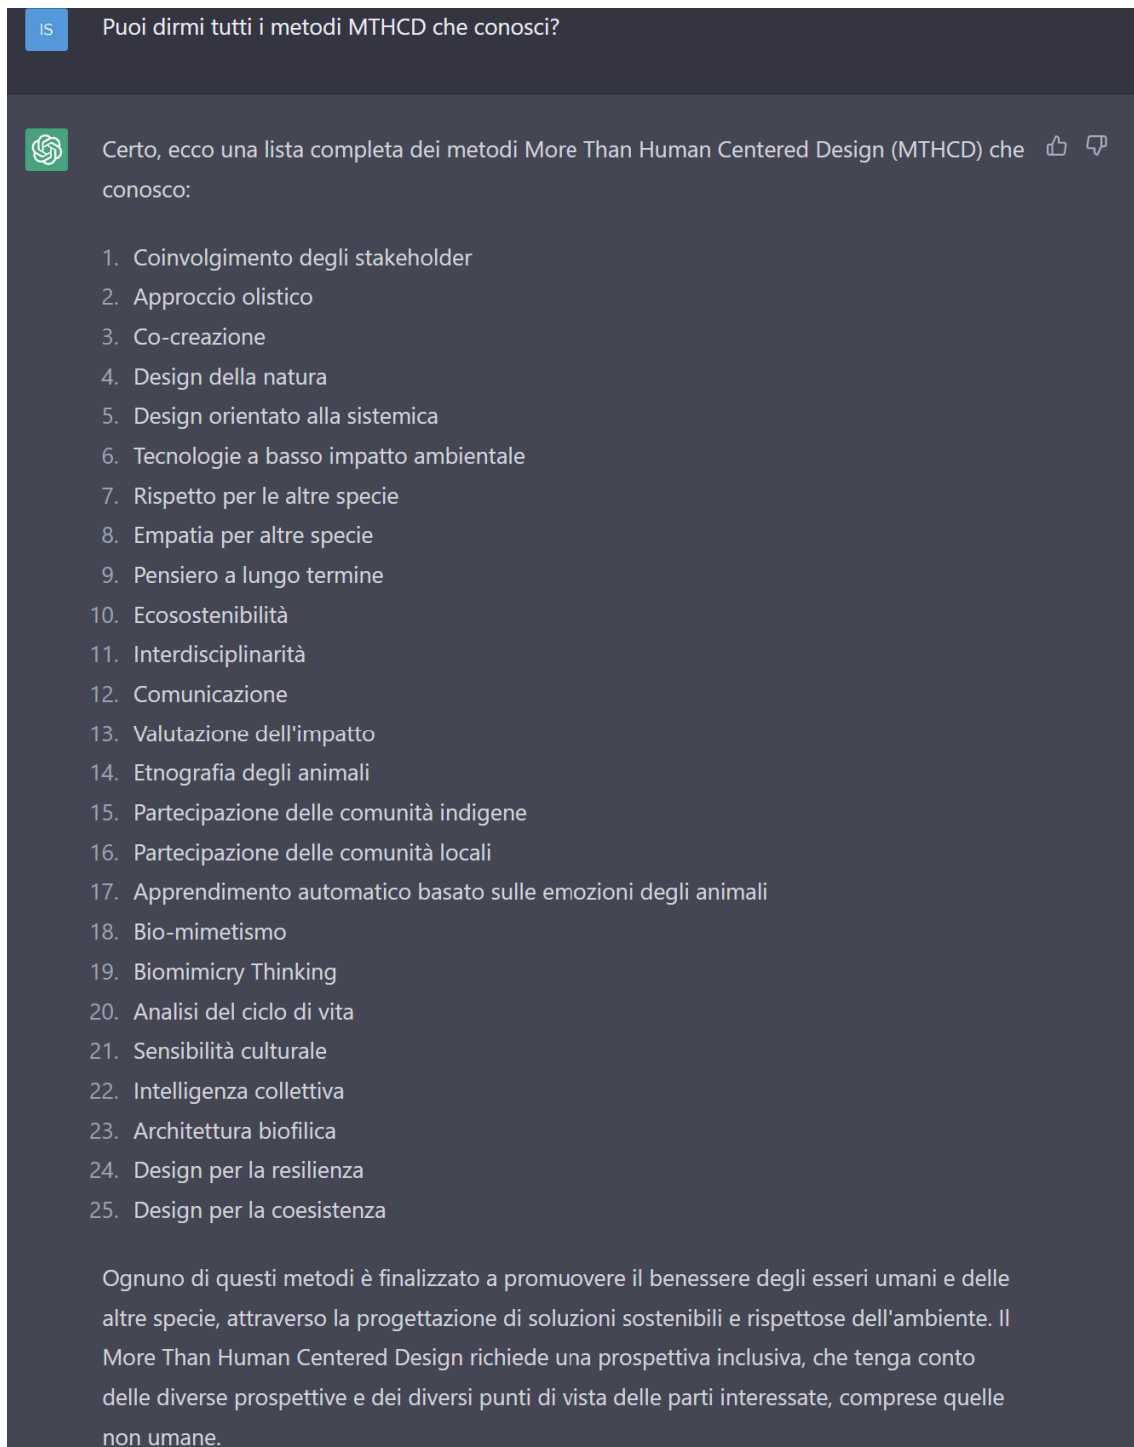 IS
Puoi dirmi tutti i metodi MTHCD che conosci?
Certo, ecco una lista completa dei metodi More Than Human Centered Design (MTHCD) che
conosco:
1. Coinvolgimento degli stakeholder
2. Approccio olistico
3. Co-creazione
4. Design della natura
5. Design orientato alla sistemica
6. Tecnologie a basso impatto ambientale
7. Rispetto per le altre specie
8. Empatia per altre specie
9. Pensiero a lungo termine
10. Ecosostenibilità
11. Interdisciplinarità
12. Comunicazione
13. Valutazione dell'impatto
14. Etnografia degli animali
15. Partecipazione delle comunità indigene
16. Partecipazione delle comunità locali
17. Apprendimento automatico basato sulle emozioni degli animali
18. Bio-mimetismo
19. Biomimicry Thinking
20. Analisi del ciclo di vita
21. Sensibilità culturale
22. Intelligenza collettiva
23. Architettura biofilica
24. Design per la resilienza
25. Design per la coesistenza
Ognuno di questi metodi è finalizzato a promuovere il benessere degli esseri umani e delle
altre specie, attraverso la progettazione di soluzioni sostenibili e rispettose dell'ambiente. Il
More Than Human Centered Design richiede una prospettiva inclusiva, che tenga conto
delle diverse prospettive e dei diversi punti di vista delle parti interessate, comprese quelle
non umane.